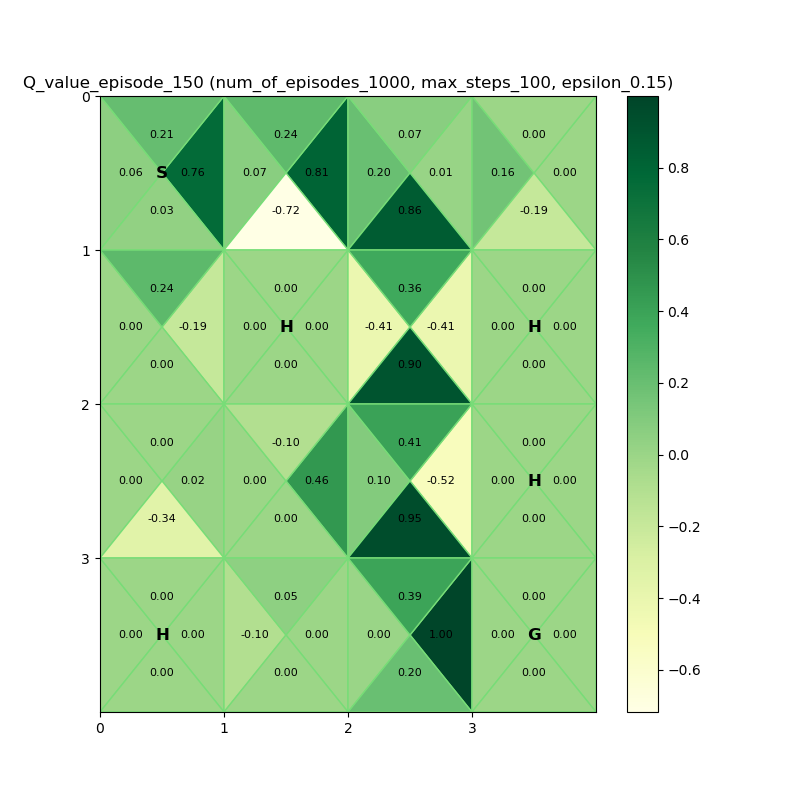 Q_value_episode_150 (num_of_episodes_1000, max_steps_100, epsilon_0.15)
0
0.21 0.24 0.07 0.00
0.06 S 0.76 0.07 0.81 0.20 0.01 0.16 0.00
0.03 -0.72 0.86 -0.19
1
0.24 0.00 0.36 0.00
0.00 -0.19 0.00 H 0.00 -0.41 -0.41 0.00 H 0.00
0.00 0.00 0.90 0.00
2
0.00 -0.10 0.41 0.00
0.00 0.02 0.00 0.46 0.10 -0.52 0.00 H 0.00
-0.34 0.00 0.95 0.00
3
0.00 0.05 0.39 0.00
0.00 H 0.00 -0.10 0.00 0.00 1.00 0.00 G 0.00
0.00 0.00 0.20 0.00
0 1 2 3
0.8
0.6
0.4
0.2
0.0
−0.2
−0.4
−0.6